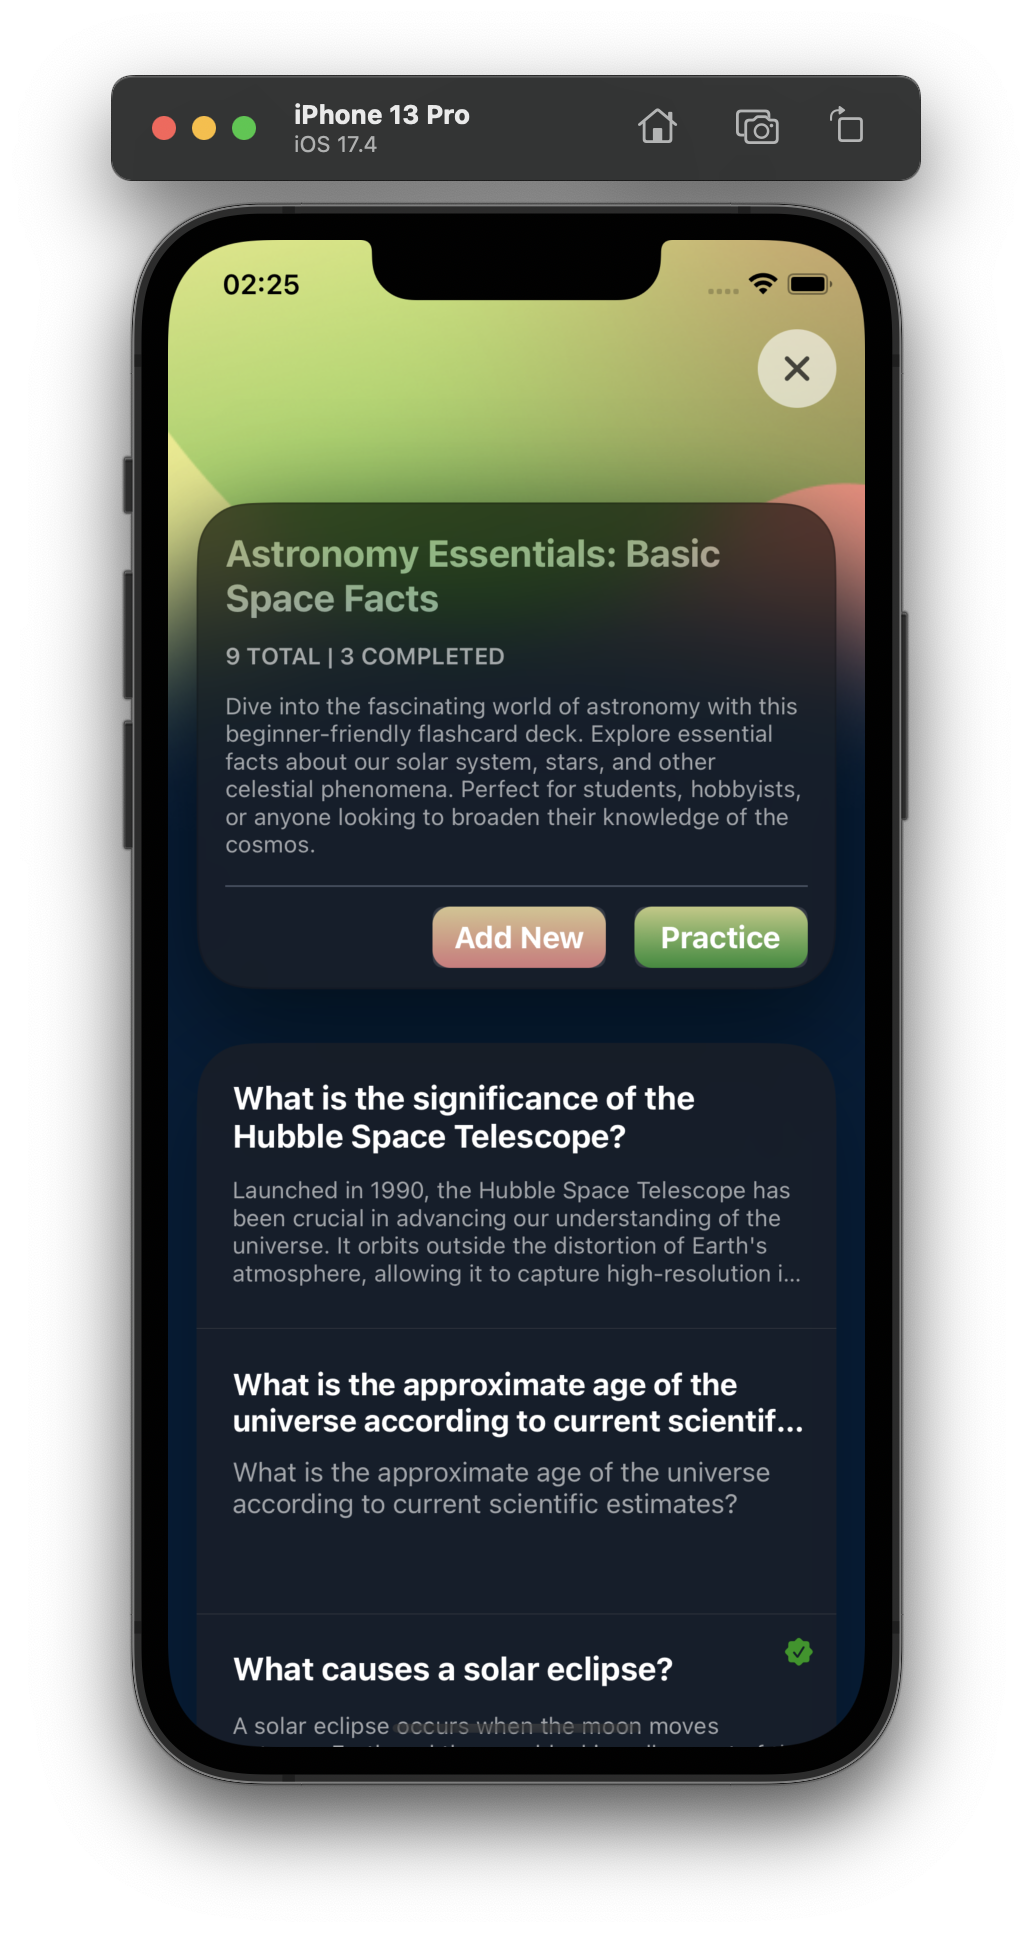 iPhone 13 Pro
iOS 17.4
02:25
Astronomy Essentials: Basic
Space Facts
9 TOTAL | 3 COMPLETED
Dive into the fascinating world of astronomy with this
beginner-friendly flashcard deck. Explore essential
facts about our solar system, stars, and other
celestial phenomena. Perfect for students, hobbyists,
or anyone looking to broaden their knowledge of the
cosmos.
Add New
Practice
What is the significance of the
Hubble Space Telescope?
Launched in 1990, the Hubble Space Telescope has
been crucial in advancing our understanding of the
universe. It orbits outside the distortion of Earth's
atmosphere, allowing it to capture high-resolution i...
What is the approximate age of the
universe according to current scientif...
What is the approximate age of the universe
according to current scientific estimates?
What causes a solar eclipse?
A solar eclipse occurs when the moon moves